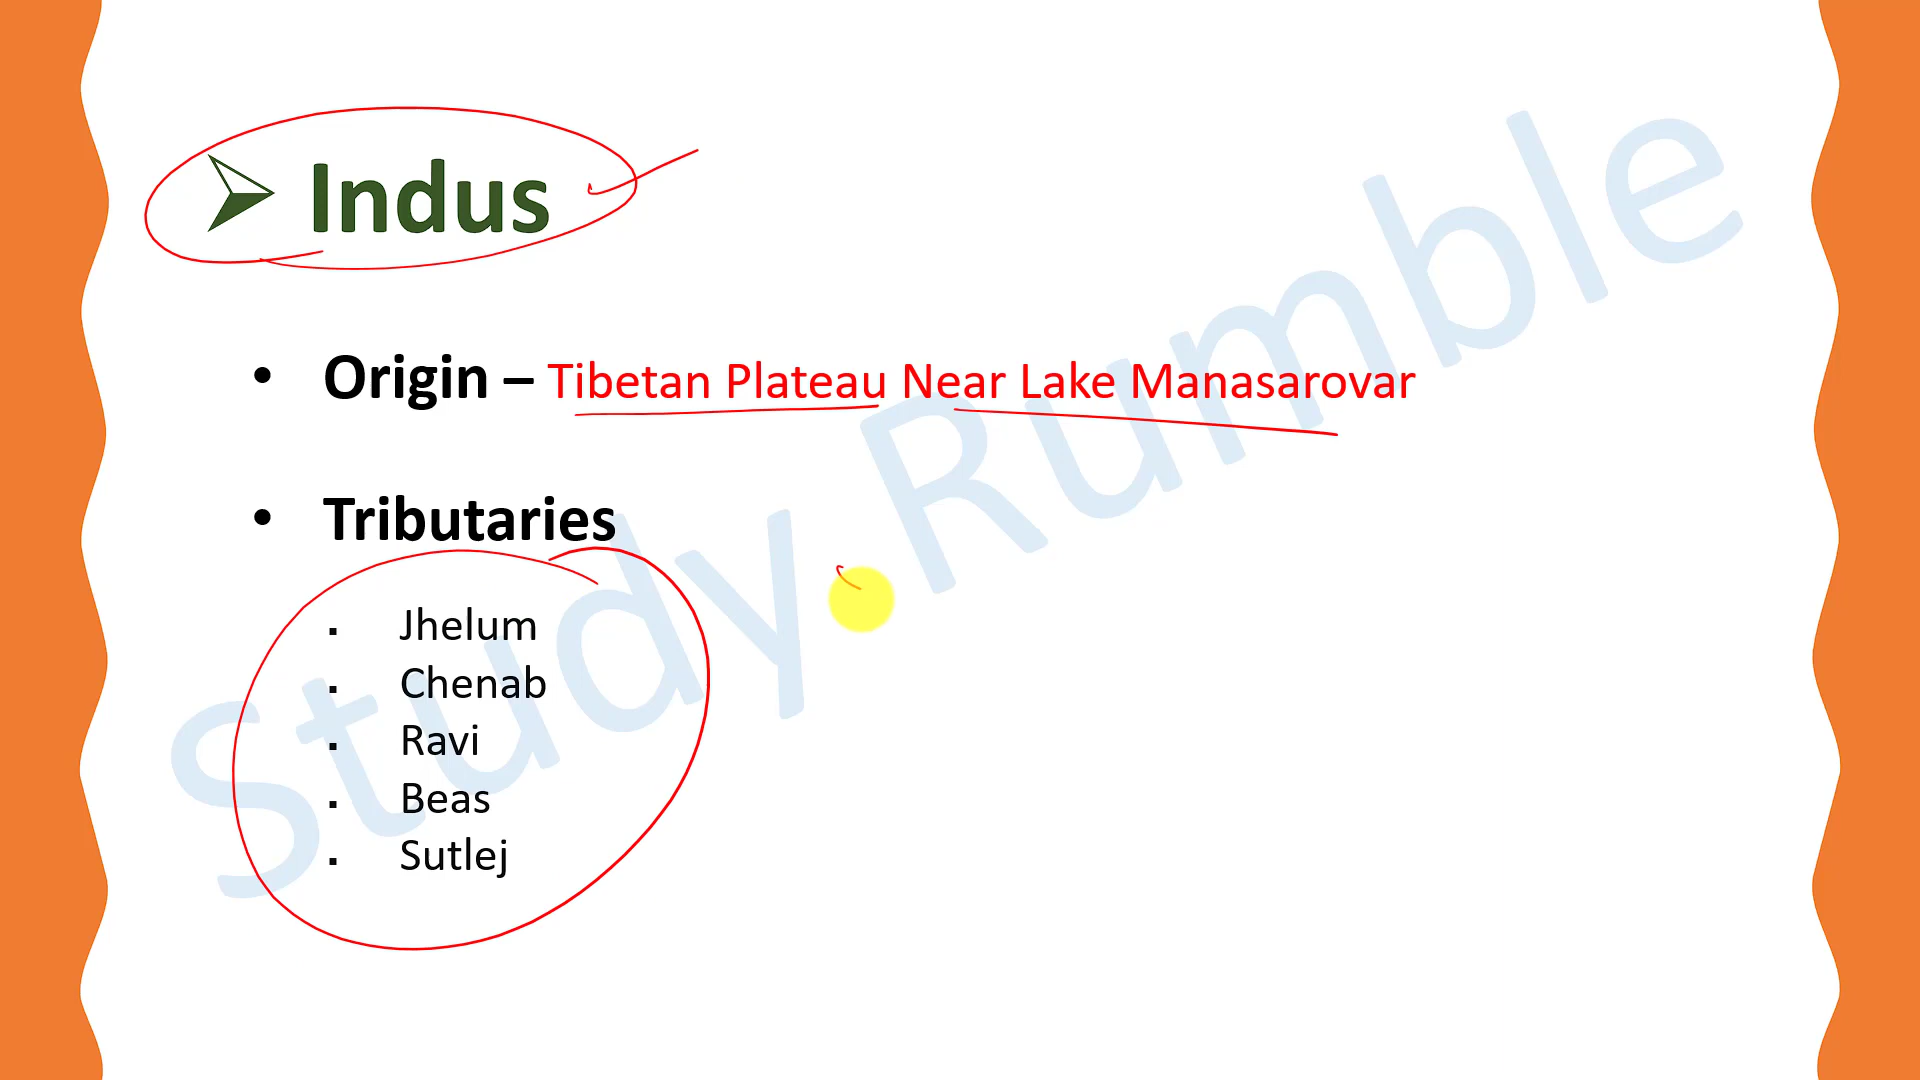 ➢ Indus
• Origin – Tibetan Plateau Near Lake Manasarovar
• Tributaries
▪ Jhelum
▪ Chenab
▪ Ravi
▪ Beas
▪ Sutlej
Study Rumble